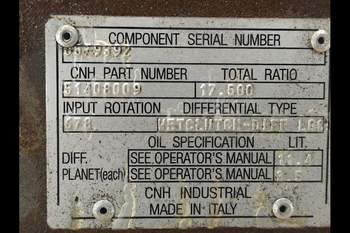 COMPONENT SERIAL NUMBER
CNH PART NUMBER TOTAL RATIO
51408009 17.500
INPUT ROTATION DIFFERENTIAL TYPE
OIL SPECIFICATION LIT.
DIFF. SEE OPERATOR'S MANUAL
PLANET(each) SEE OPERATOR'S MANUAL
CNH INDUSTRIAL
MADE IN ITALY